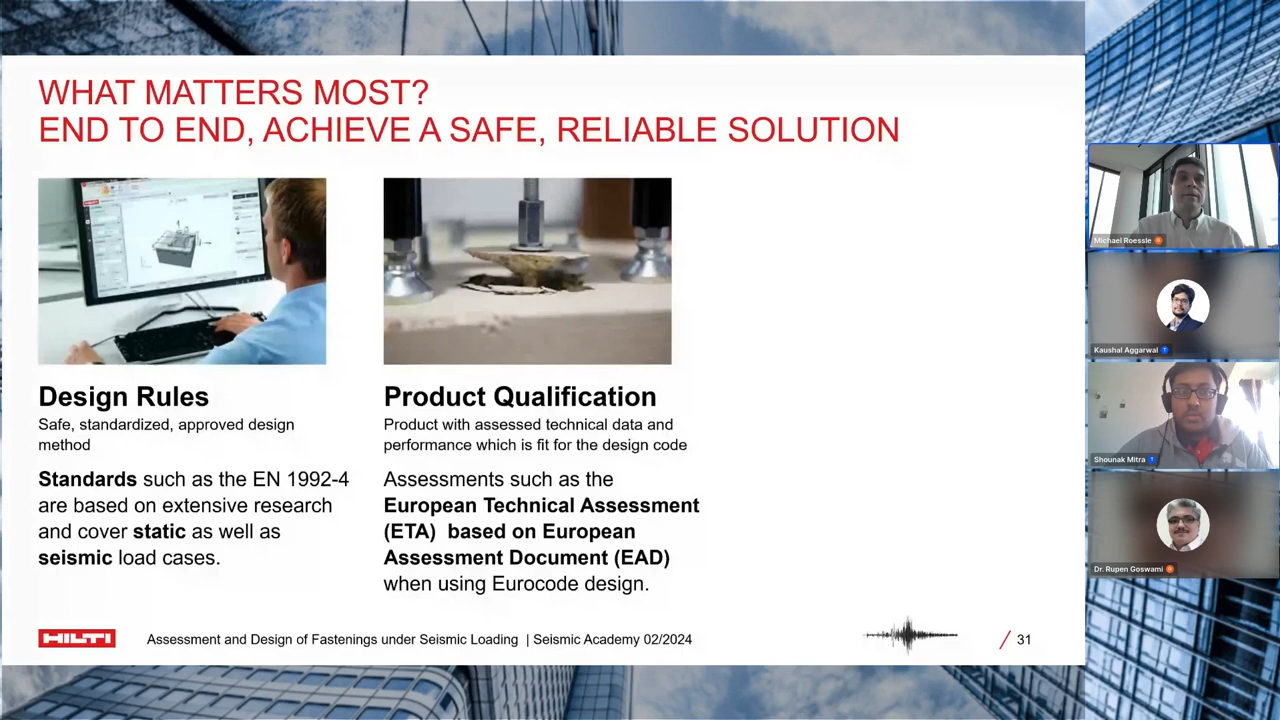 WHAT MATTERS MOST?
END TO END, ACHIEVE A SAFE, RELIABLE SOLUTION
Design Rules
Safe, standardized, approved design
method
Standards such as the EN 1992-4
are based on extensive research
and cover static as well as
seismic load cases.
Product Qualification
Product with assessed technical data and
performance which is fit for the design code
Assessments such as the
European Technical Assessment
(ETA)  based on European
Assessment Document (EAD)
when using Eurocode design.
HILTI
Assessment and Design of Fastenings under Seismic Loading | Seismic Academy 02/2024
31
Michael Roessle
Kaushal Aggarwal
Shounak Mitra
Dr. Rupen Goswami